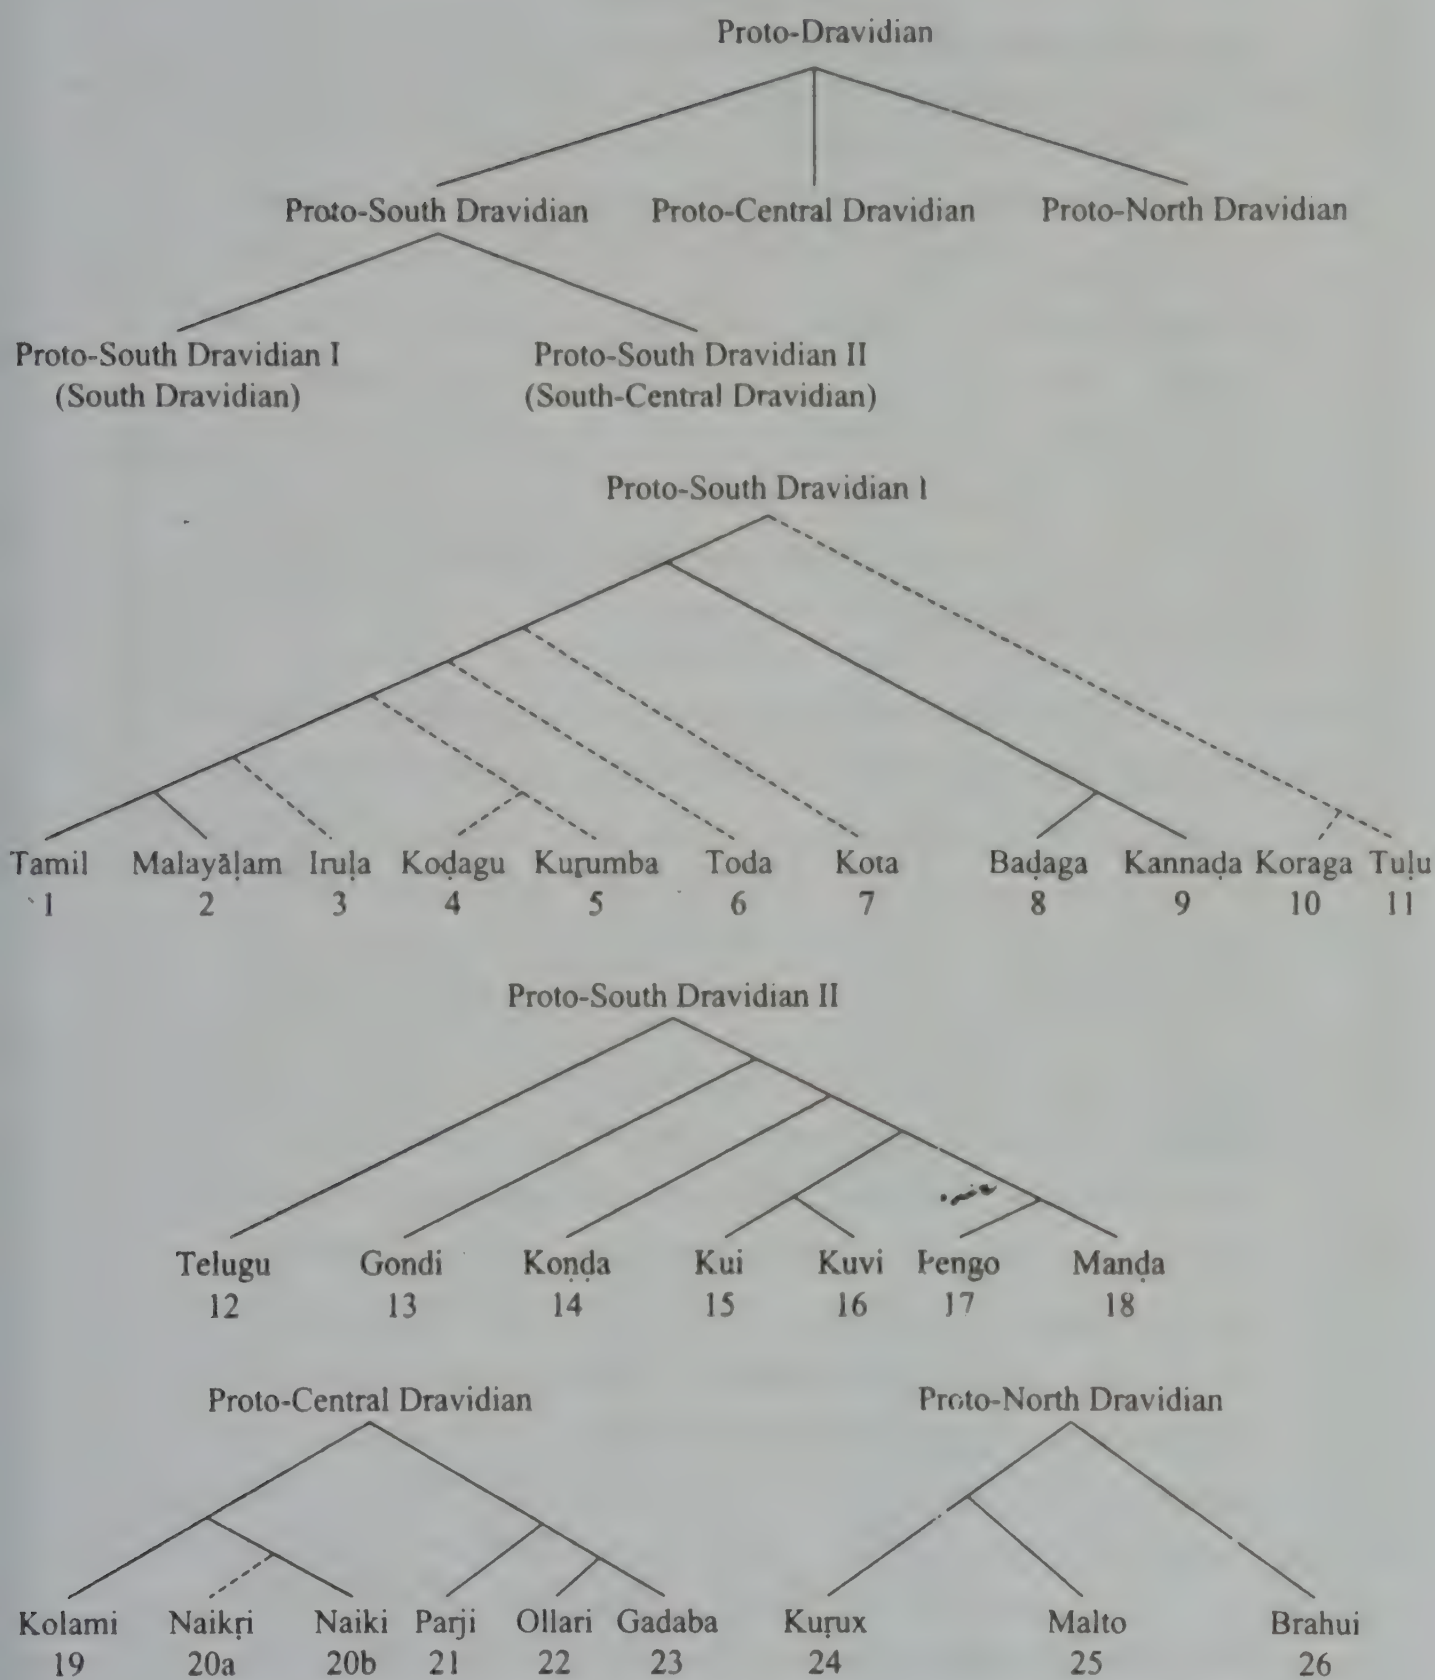 Proto-Dravidian
Proto-South Dravidian Proto-Central Dravidian Proto-North Dravidian
Proto-South Dravidian I Proto-South Dravidian II
(South Dravidian) (South-Central Dravidian)
Proto-South Dravidian I
Tamil Malayāḷam Iruḷa Koḍagu Kuṟumba Toda Kota Baḍaga Kannaḍa Koraga Tuḷu
1 2 3 4 5 6 7 8 9 10 11
Proto-South Dravidian II
Telugu Gondi Koṇḍa Kui Kuvi Pengo Manḍa
12 13 14 15 16 17 18
Proto-Central Dravidian Proto-North Dravidian
Kolami Naikṛi Naiki Parji Ollari Gadaba Kuṛux Malto Brahui
19 20a 20b 21 22 23 24 25 26